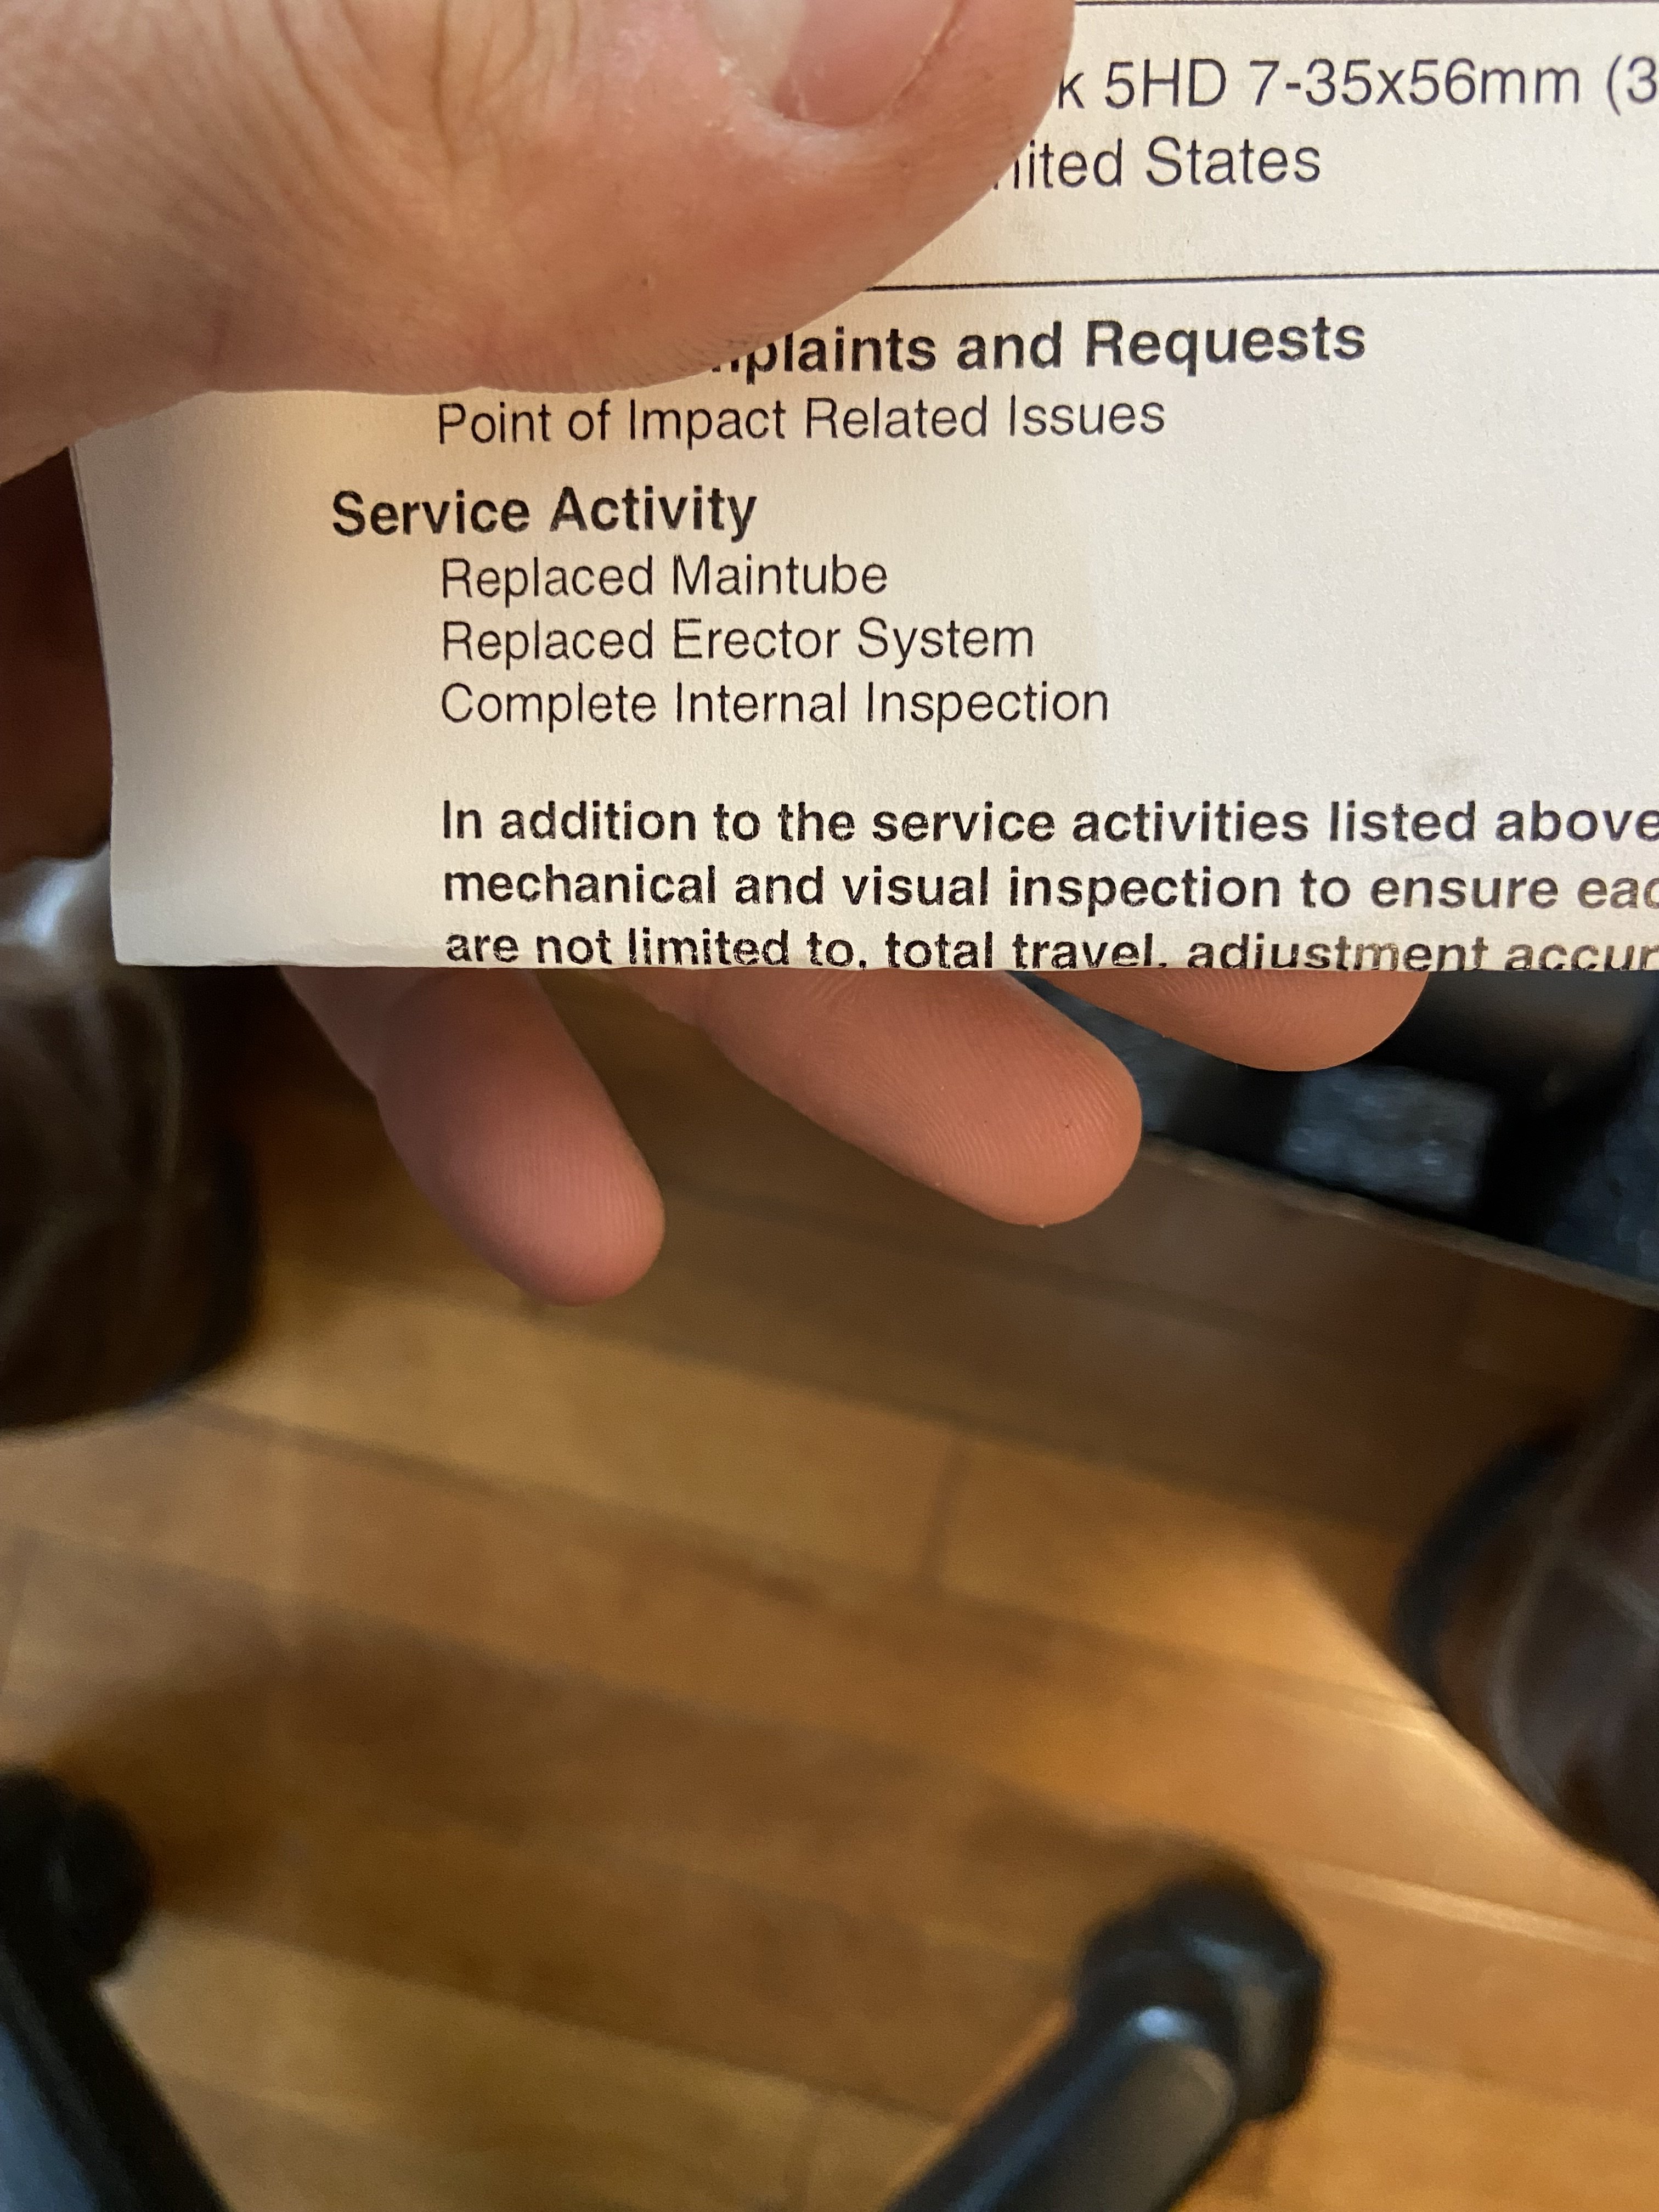 5HD 7-35x56mm (3
States
and Requests
Point of Impact Related Issues
Service Activity
Replaced Maintube
Replaced Erector System
Complete Internal Inspection
In addition to the service activities listed above
mechanical and visual inspection to ensure
are not limited to, total travel, adjustment